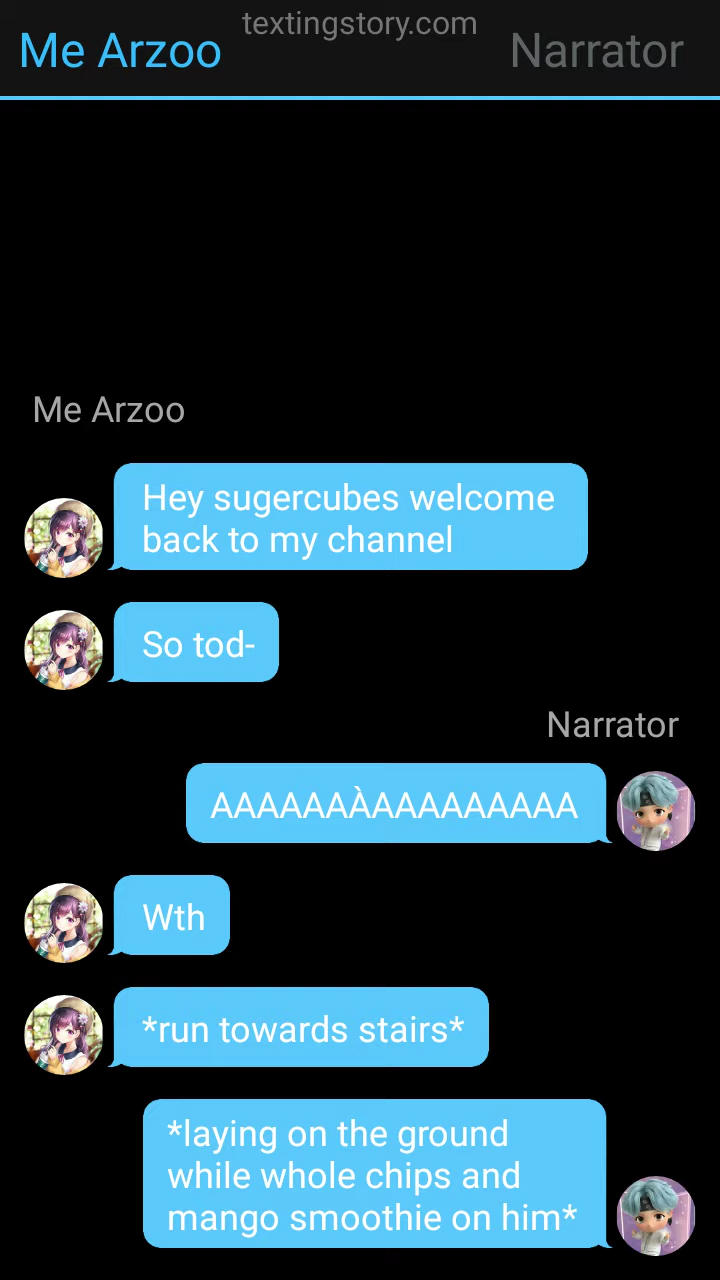 textingstory.com
Me Arzoo
Narrator
Me Arzoo
Hey sugercubes welcome
back to my channel
So tod-
Narrator
AAAAAAÀAAAAAAAAA
Wth
*run towards stairs*
*laying on the ground
while whole chips and
mango smoothie on him*